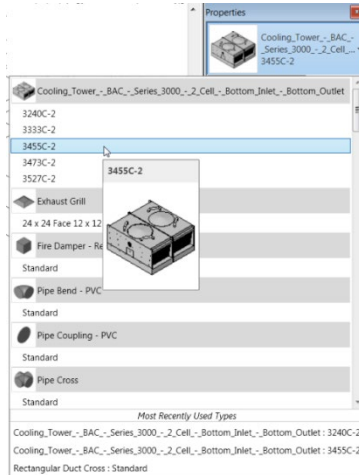 Properties
Cooling_Tower_-_BAC_-
_Series_3000_-_2_Cell_-...
3455C-2
Cooling_Tower_-_BAC_-_Series_3000_-_2_Cell_-_Bottom_Inlet_-_Bottom_Outlet
3240C-2
3333C-2
3455C-2
3473C-2
3527C-2
3455C-2
Exhaust Grill
24 x 24 Face 12 x 12
Fire Damper - Re
Standard
Pipe Bend - PVC
Standard
Pipe Coupling - PVC
Standard
Pipe Cross
Standard
Most Recently Used Types
Cooling_Tower_-_BAC_-_Series_3000_-_2_Cell_-_Bottom_Inlet_-_Bottom_Outlet : 3240C-2
Cooling_Tower_-_BAC_-_Series_3000_-_2_Cell_-_Bottom_Inlet_-_Bottom_Outlet : 3455C-2
Rectangular Duct Cross : Standard